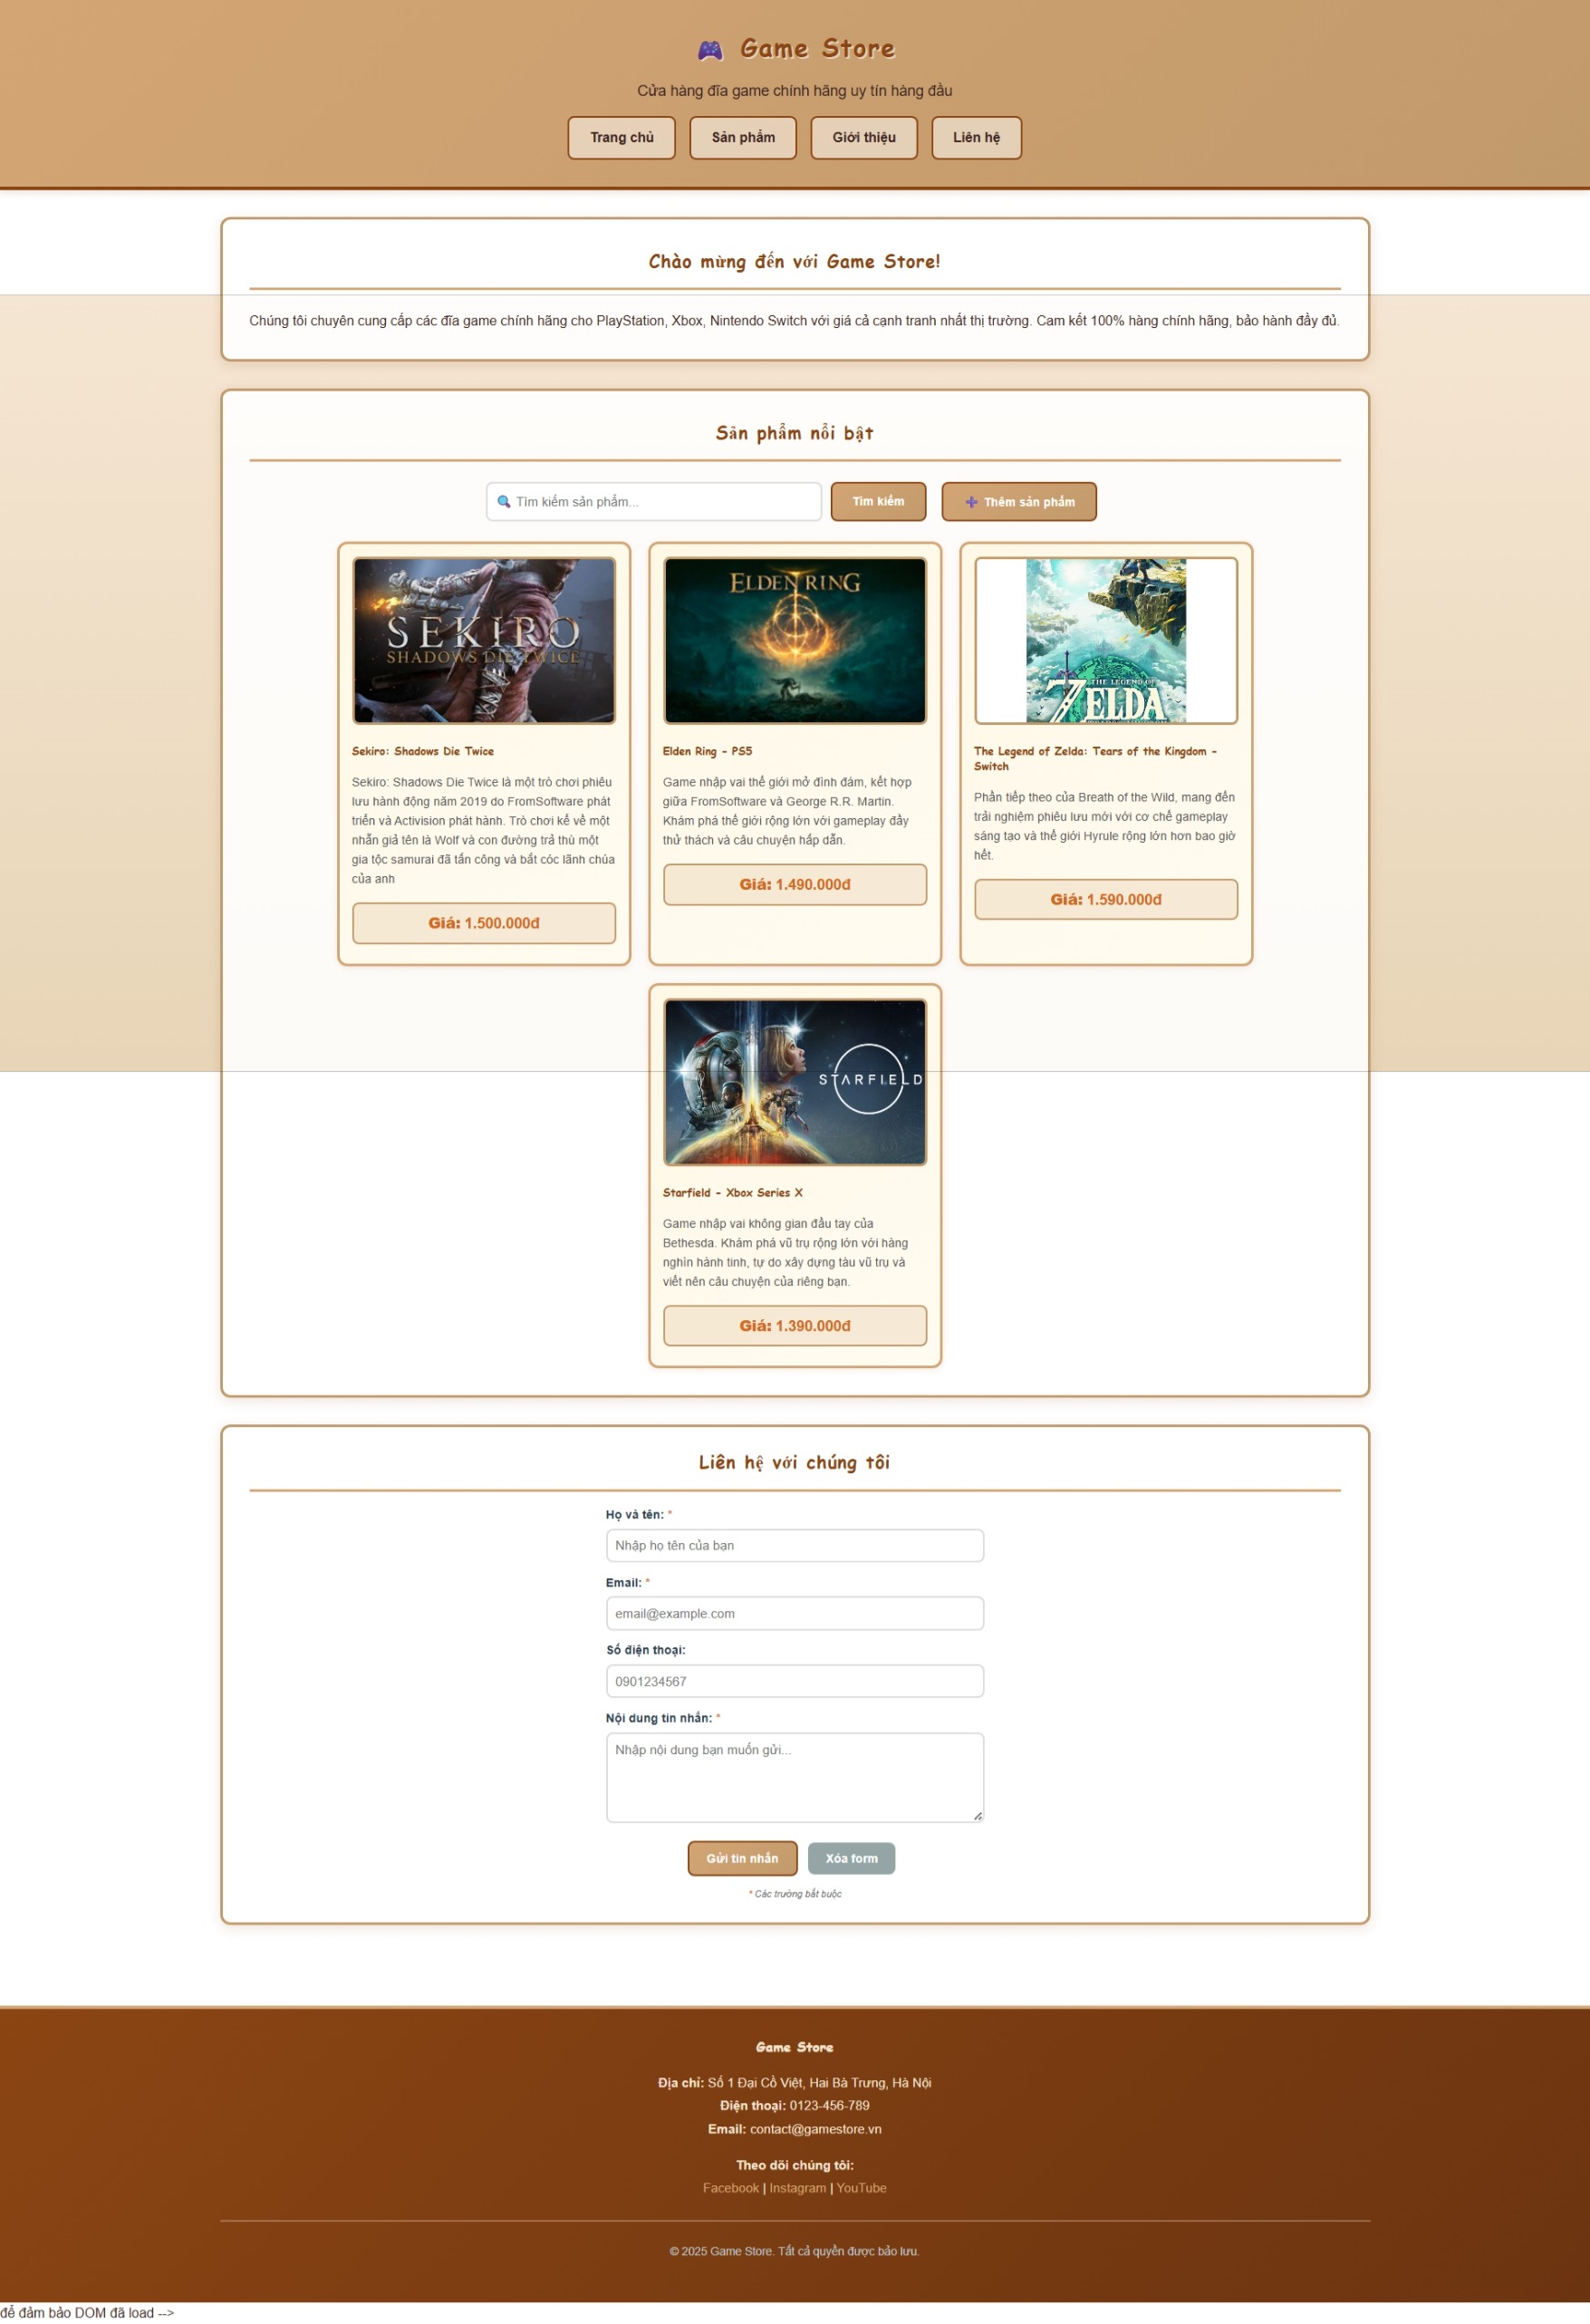 🎮 Game Store
Cửa hàng đĩa game chính hãng uy tín hàng đầu
Trang chủ Sản phẩm Giới thiệu Liên hệ
Chào mừng đến với Game Store!
Chúng tôi chuyên cung cấp các đĩa game chính hãng cho PlayStation, Xbox, Nintendo Switch với giá cả cạnh tranh nhất thị trường. Cam kết 100% hàng chính hãng, bảo hành đầy đủ.
Sản phẩm nổi bật
🔍 Tìm kiếm sản phẩm... Tìm kiếm ➕ Thêm sản phẩm
SEKIRO
SHADOWS DIE TWICE
Sekiro: Shadows Die Twice
Sekiro: Shadows Die Twice là một trò chơi phiêu
lưu hành động năm 2019 do FromSoftware phát
triển và Activision phát hành. Trò chơi kể về một
nhẫn giả tên là Wolf và con đường trả thù một
gia tộc samurai đã tấn công và bắt cóc lãnh chúa
của anh
Giá: 1.500.000đ
ELDEN RING
Elden Ring - PS5
Game nhập vai thế giới mở đình đám, kết hợp
giữa FromSoftware và George R.R. Martin.
Khám phá thế giới rộng lớn với gameplay đầy
thử thách và câu chuyện hấp dẫn.
Giá: 1.490.000đ
THE LEGEND OF
ZELDA
The Legend of Zelda: Tears of the Kingdom -
Switch
Phần tiếp theo của Breath of the Wild, mang đến
trải nghiệm phiêu lưu mới với cơ chế gameplay
sáng tạo và thế giới Hyrule rộng lớn hơn bao giờ
hết.
Giá: 1.590.000đ
STARFIELD
Starfield - Xbox Series X
Game nhập vai không gian đầu tay của
Bethesda. Khám phá vũ trụ rộng lớn với hàng
nghìn hành tinh, tự do xây dựng tàu vũ trụ và
viết nên câu chuyện của riêng bạn.
Giá: 1.390.000đ
Liên hệ với chúng tôi
Họ và tên: *
Nhập họ tên của bạn
Email: *
email@example.com
Số điện thoại:
0901234567
Nội dung tin nhắn: *
Nhập nội dung bạn muốn gửi...
Gửi tin nhắn Xóa form
* Các trường bắt buộc
Game Store
Địa chỉ: Số 1 Đại Cồ Việt, Hai Bà Trưng, Hà Nội
Điện thoại: 0123-456-789
Email: contact@gamestore.vn
Theo dõi chúng tôi:
Facebook | Instagram | YouTube
© 2025 Game Store. Tất cả quyền được bảo lưu.
để đảm bảo DOM đã load -->